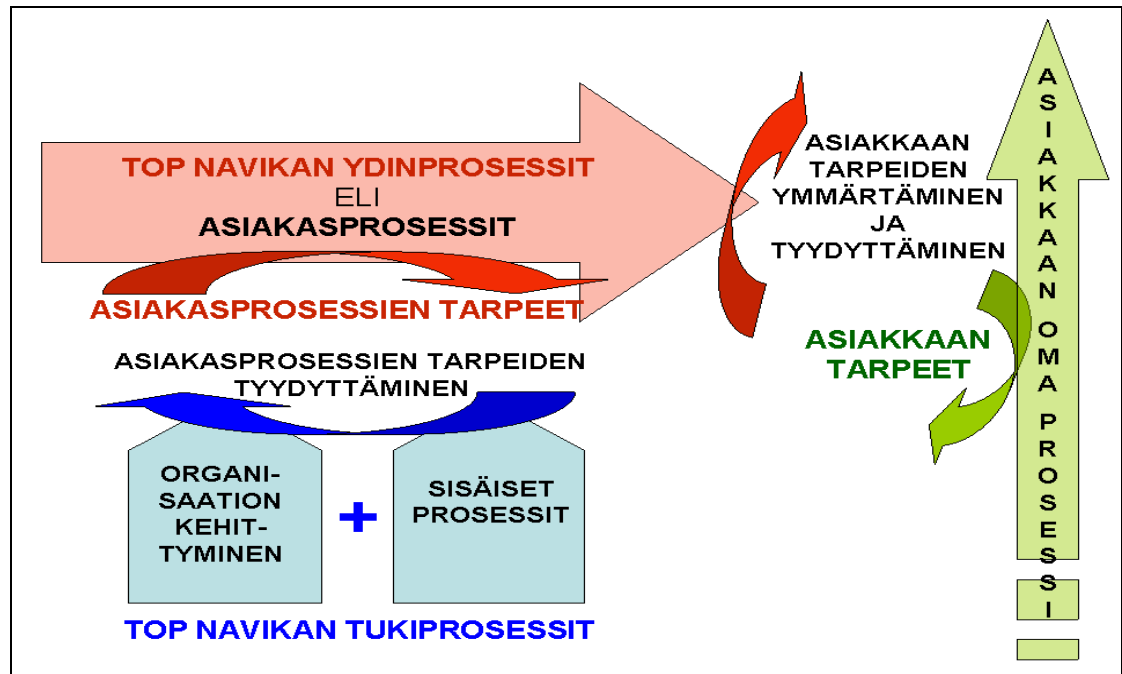 TOP NAVIKAN YDINPROSESSIT
ELI
ASIAKASPROSESSIT
ASIAKASPROSESSIEN TARPEET
ASIAKASPROSESSIEN TARPEIDEN
TYYDYTTÄMINEN
ORGANI-
SAATION
KEHIT-
TYMINEN
+
SISÄISET
PROSESSIT
TOP NAVIKAN TUKIPROSESSIT
ASIAKKAAN
TARPEIDEN
YMMÄRTÄMINEN
JA
TYYDYTTÄMINEN
ASIAKKAAN
TARPEET
ASIAKKAAN OMA PROSESSI